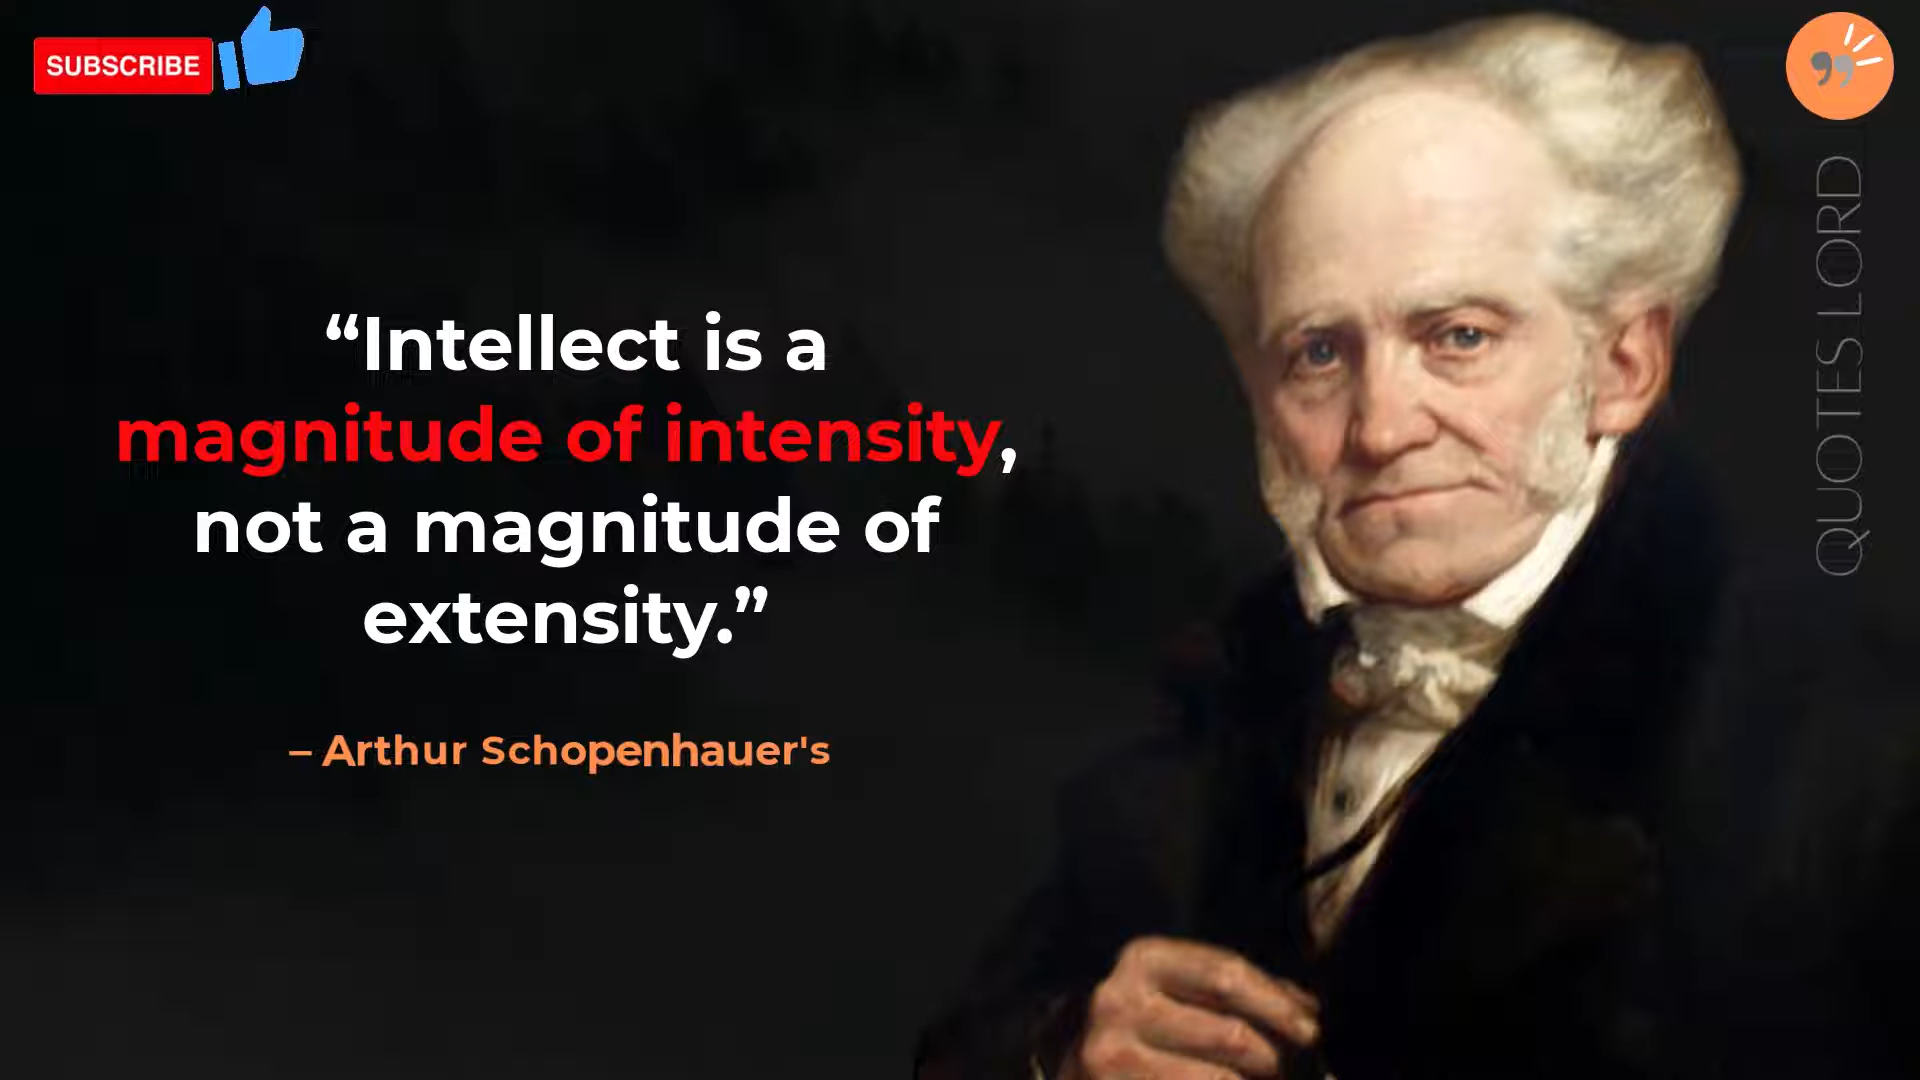 SUBSCRIBE
“Intellect is a
magnitude of intensity,
not a magnitude of
extensity.”
– Arthur Schopenhauer's
QUOTES LORD